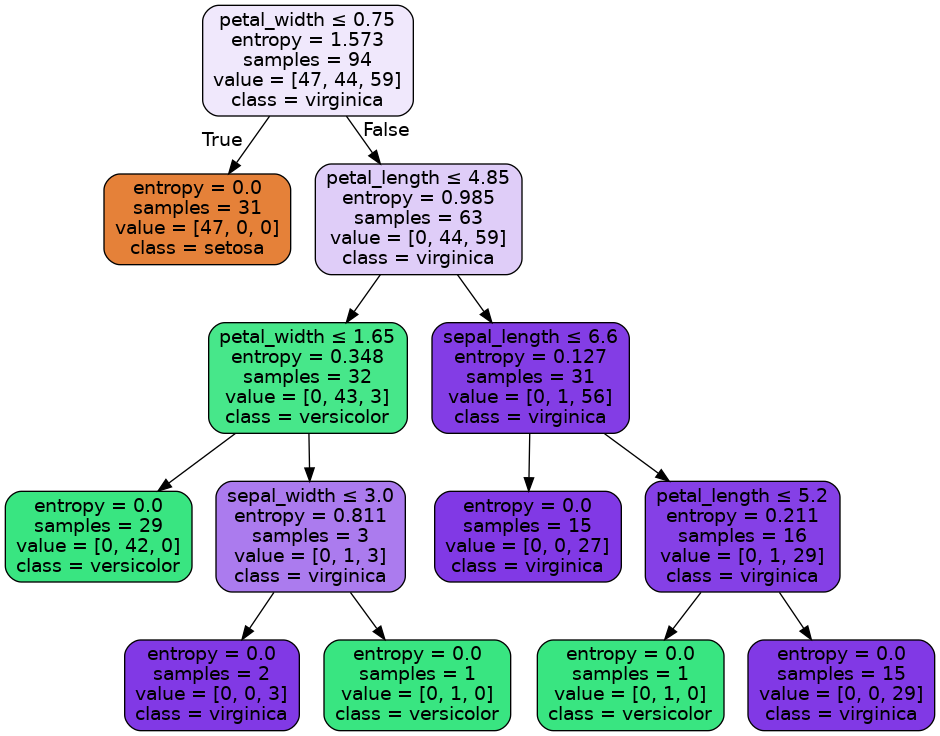 petal_width ≤ 0.75
entropy = 1.573
samples = 94
value = [47, 44, 59]
class = virginica
True
False
entropy = 0.0
samples = 31
value = [47, 0, 0]
class = setosa
petal_length ≤ 4.85
entropy = 0.985
samples = 63
value = [0, 44, 59]
class = virginica
petal_width ≤ 1.65
entropy = 0.348
samples = 32
value = [0, 43, 3]
class = versicolor
sepal_length ≤ 6.6
entropy = 0.127
samples = 31
value = [0, 1, 56]
class = virginica
entropy = 0.0
samples = 29
value = [0, 42, 0]
class = versicolor
sepal_width ≤ 3.0
entropy = 0.811
samples = 3
value = [0, 1, 3]
class = virginica
entropy = 0.0
samples = 15
value = [0, 0, 27]
class = virginica
petal_length ≤ 5.2
entropy = 0.211
samples = 16
value = [0, 1, 29]
class = virginica
entropy = 0.0
samples = 2
value = [0, 0, 3]
class = virginica
entropy = 0.0
samples = 1
value = [0, 1, 0]
class = versicolor
entropy = 0.0
samples = 1
value = [0, 1, 0]
class = versicolor
entropy = 0.0
samples = 15
value = [0, 0, 29]
class = virginica